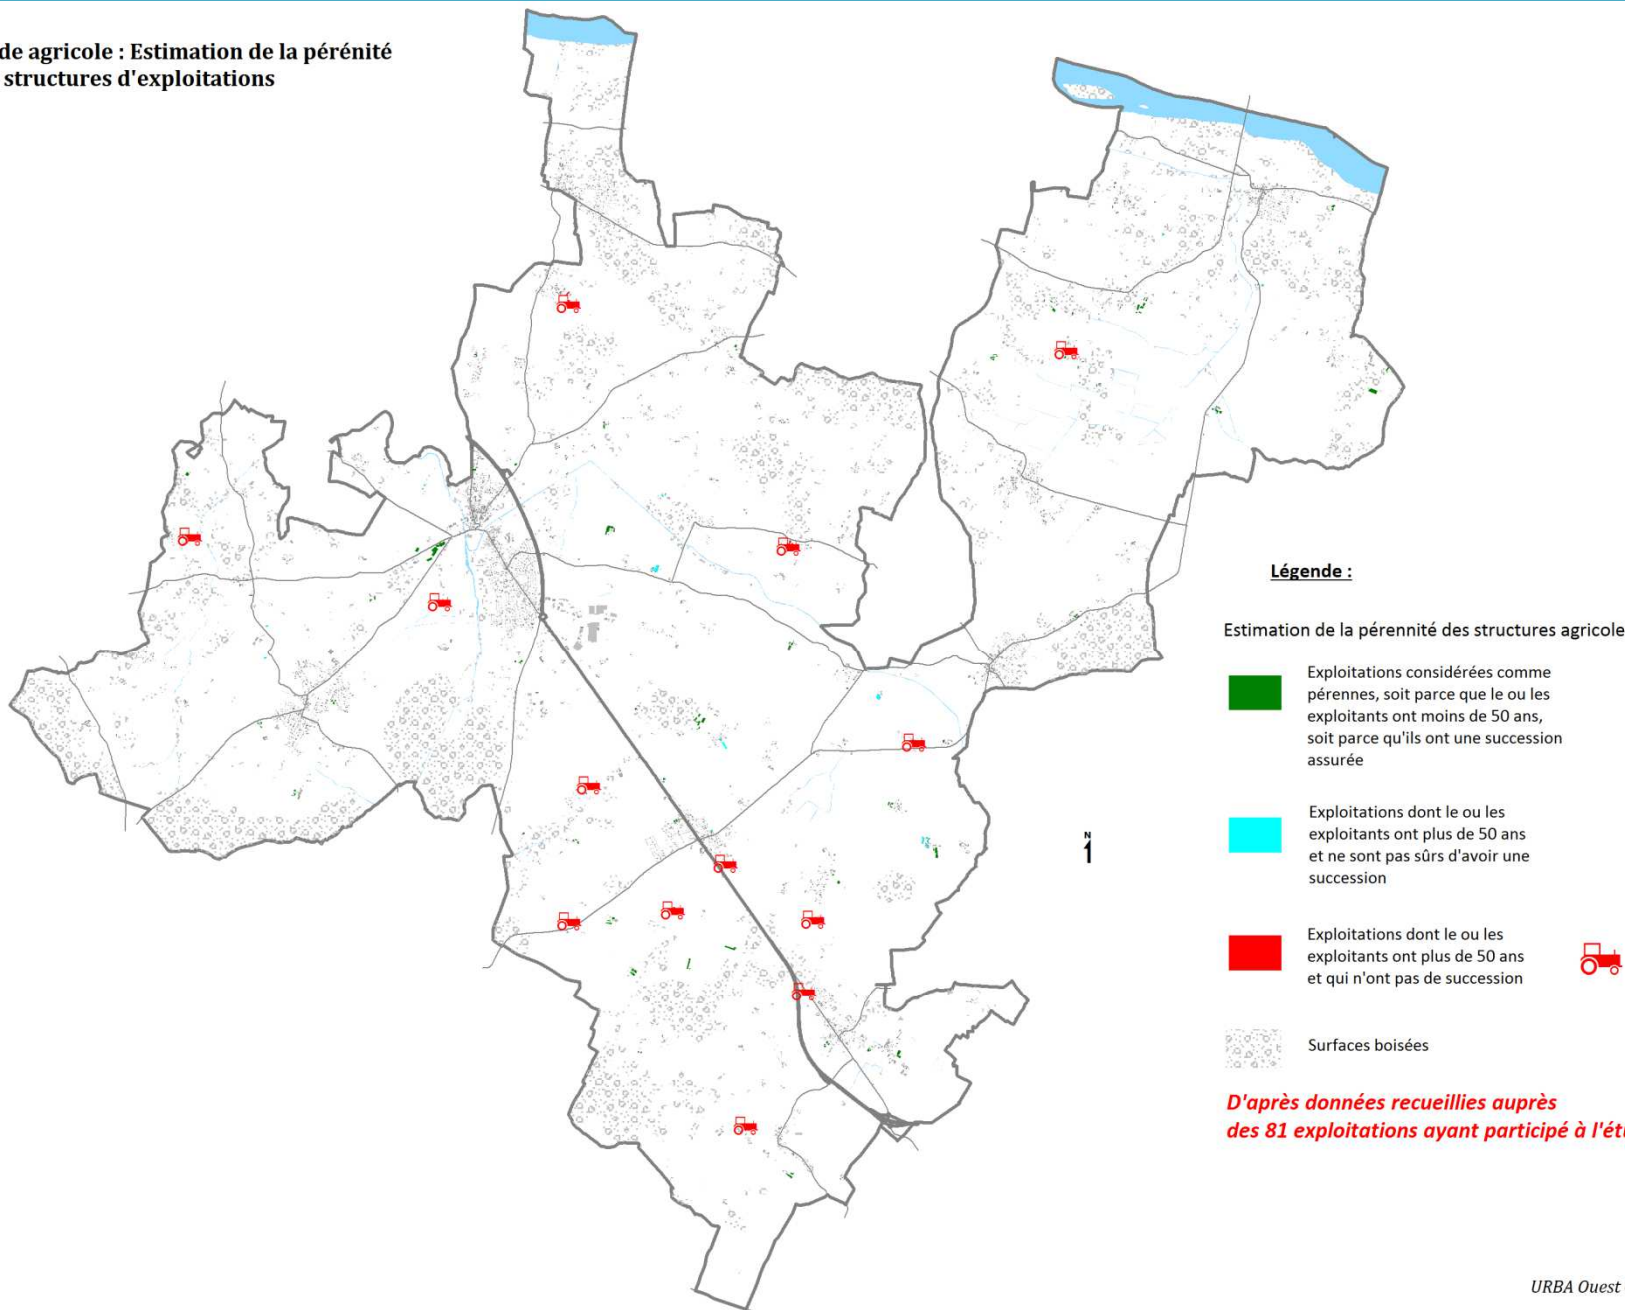 de agricole : Estimation de la pérénité
structures d'exploitations
Légende :
Estimation de la pérennité des structures agricole
Exploitations considérées comme
pérennes, soit parce que le ou les
exploitants ont moins de 50 ans,
soit parce qu'ils ont une succession
assurée
Exploitations dont le ou les
exploitants ont plus de 50 ans
et ne sont pas sûrs d'avoir une
succession
N
Exploitations dont le ou les
exploitants ont plus de 50 ans
et qui n'ont pas de succession
Surfaces boisées
D'après données recueillies auprès
des 81 exploitations ayant participé à l'ét
URBA Ouest